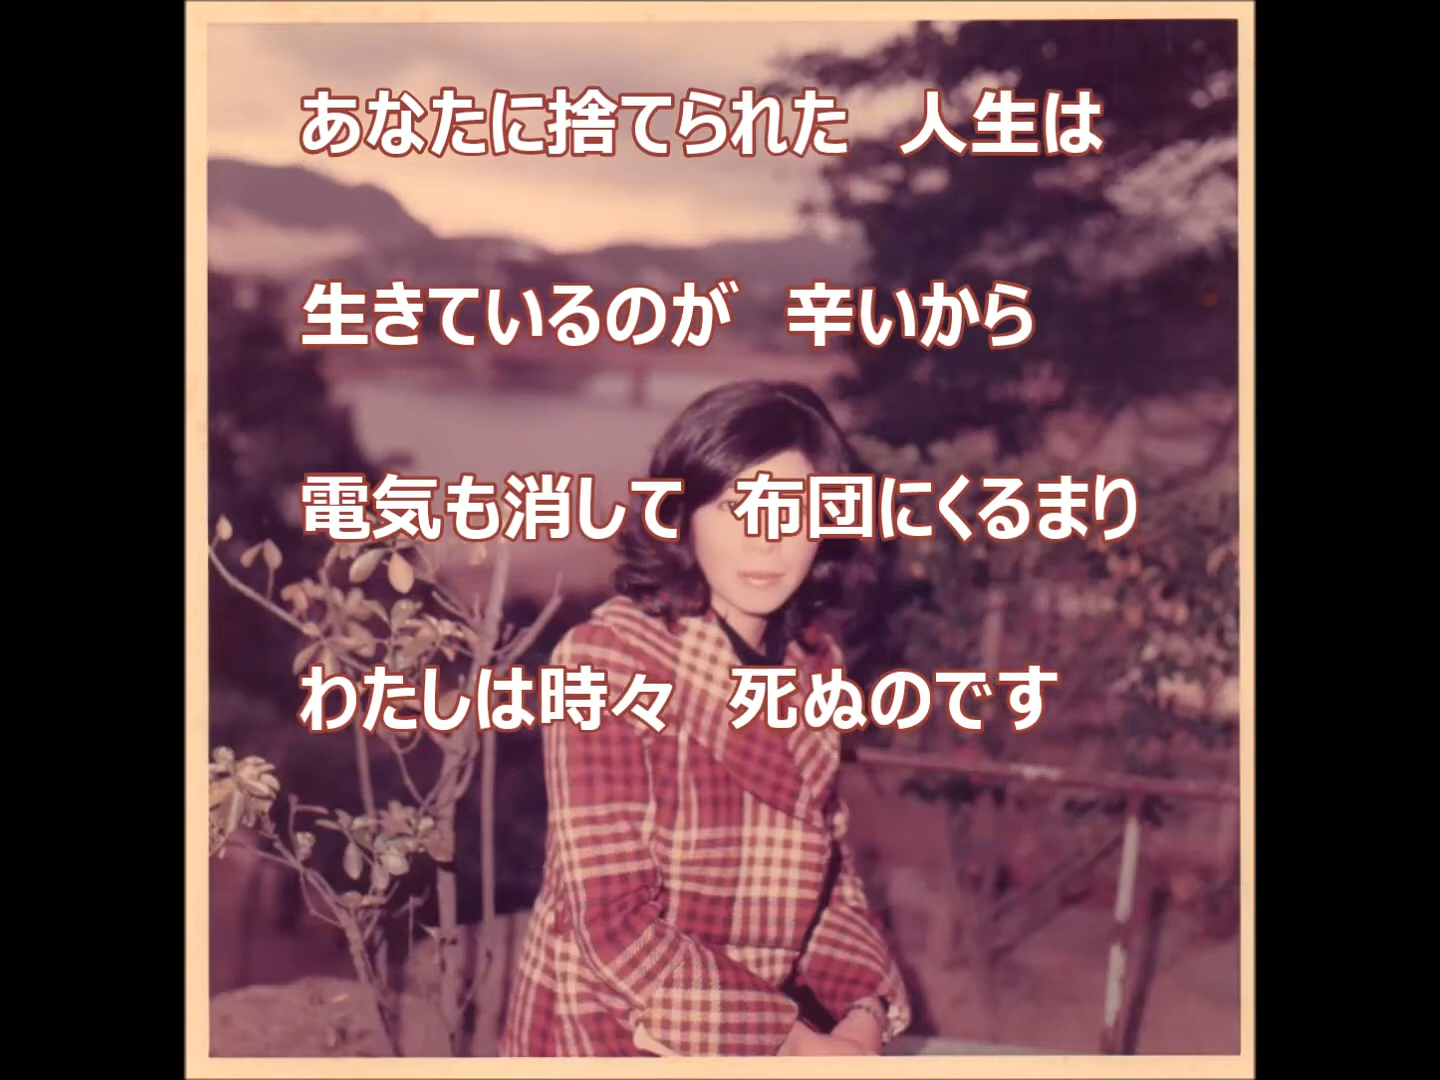 あなたに捨てられた　人生は
生きているのが　辛いから
電気も消して　布団にくるまり
わたしは時々　死ぬのです